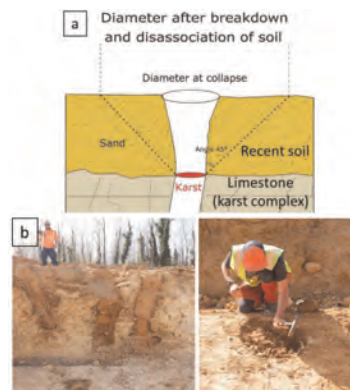 a
Diameter after breakdown
and disassociation of soil
Diameter at collapse
Sand
Angle 45°
Recent soil
Karst
Limestone
(karst complex)
b